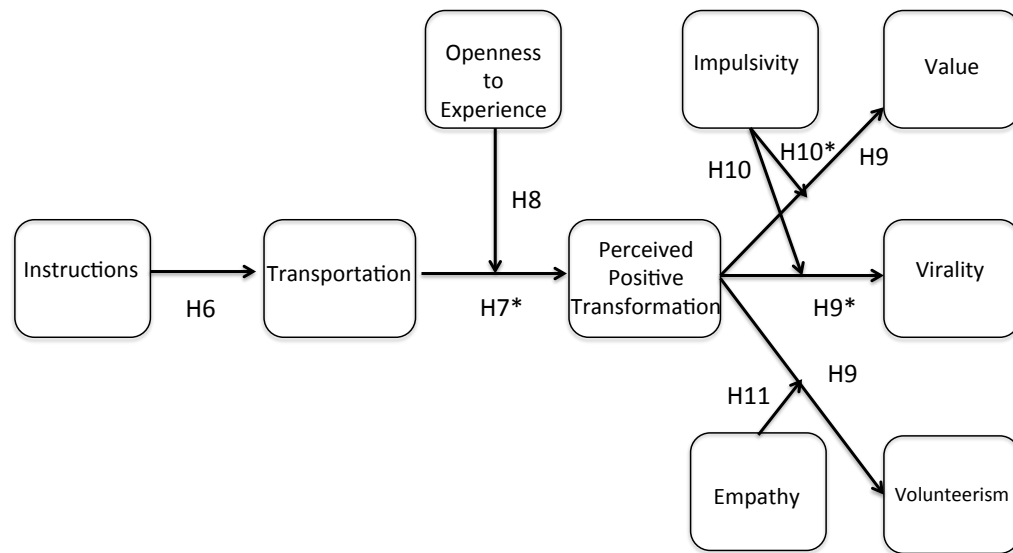 Openness
to
Experience
Impulsivity
Value
H10*
H10
H9
H8
Instructions
H6
Transportation
H7*
Perceived
Positive
Transformation
H9*
Virality
H9
H11
Empathy
Volunteerism